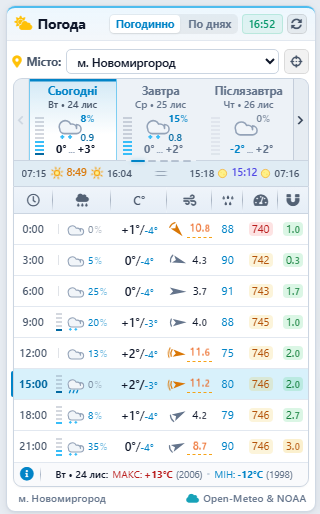 Погода Погодинно По днях 16:52
Місто: м. Новомиргород
Сьогодні Завтра Післязавтра
Вт • 24 лис Ср • 25 лис Чт • 26 лис
8% 15% 0%
0.9 0.8
0° ... +3° 0° ... +2° -2° ... +2°
07:15 8:49 16:04 15:18 15:12 07:16
C°
0:00 0% +1°/-4° 10.8 88 740 1.0
3:00 5% 0°/-4° 4.3 90 742 0.3
6:00 25% 0°/-4° 3.7 91 743 1.7
9:00 20% +1°/-3° 4.0 88 745 1.0
12:00 13% +2°/-4° 11.6 75 746 2.0
15:00 0% +2°/-3° 11.2 80 746 2.0
18:00 8% +1°/-4° 4.2 79 746 2.7
21:00 35% 0°/-4° 8.7 90 746 3.0
Вт • 24 лис: МАКС: +13°C (2006) - МІН: -12°C (1998)
м. Новомиргород Open-Meteo & NOAA